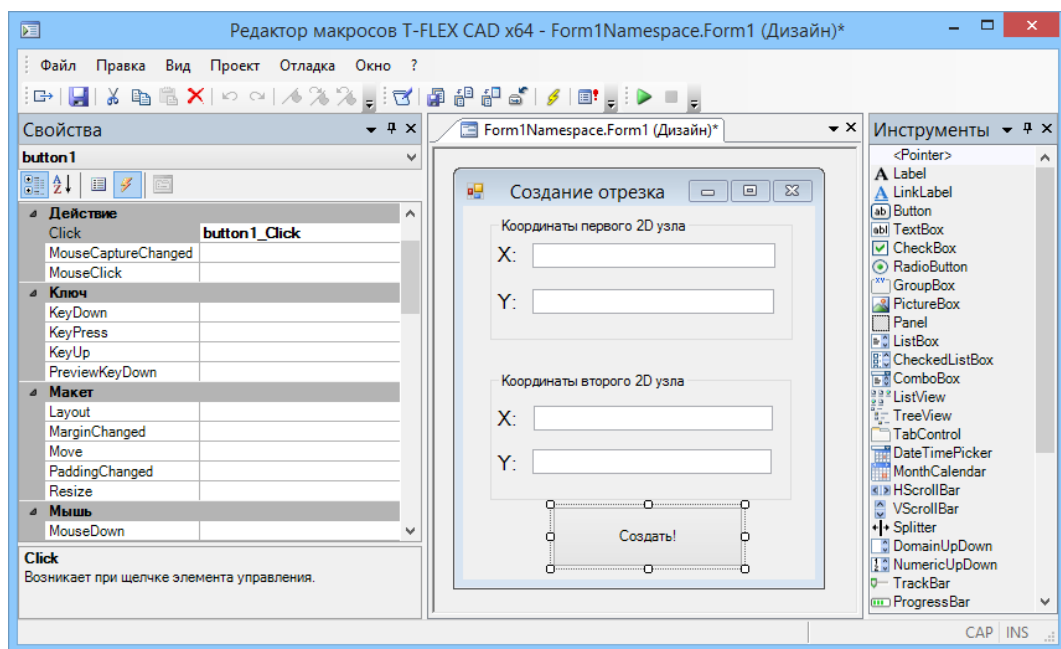 Редактор макросов T-FLEX CAD x64 - Form1Namespace.Form1 (Дизайн)*
Файл Правка Вид Проект Отладка Окно ?
Свойства
button1
Действие
Click button1_Click
MouseCaptureChanged
MouseClick
Ключ
KeyDown
KeyPress
KeyUp
PreviewKeyDown
Макет
Layout
MarginChanged
Move
PaddingChanged
Resize
Мышь
MouseDown
Click
Возникает при щелчке элемента управления.
Form1Namespace.Form1 (Дизайн)*
Создание отрезка
Координаты первого 2D узла
X:
Y:
Координаты второго 2D узла
X:
Y:
Создать!
Инструменты
<Pointer>
Label
LinkLabel
Button
TextBox
CheckBox
RadioButton
GroupBox
PictureBox
Panel
ListBox
CheckedListBox
ComboBox
ListView
TreeView
TabControl
DateTimePicker
MonthCalendar
HScrollBar
VScrollBar
Splitter
DomainUpDown
NumericUpDown
TrackBar
ProgressBar
CAP INS